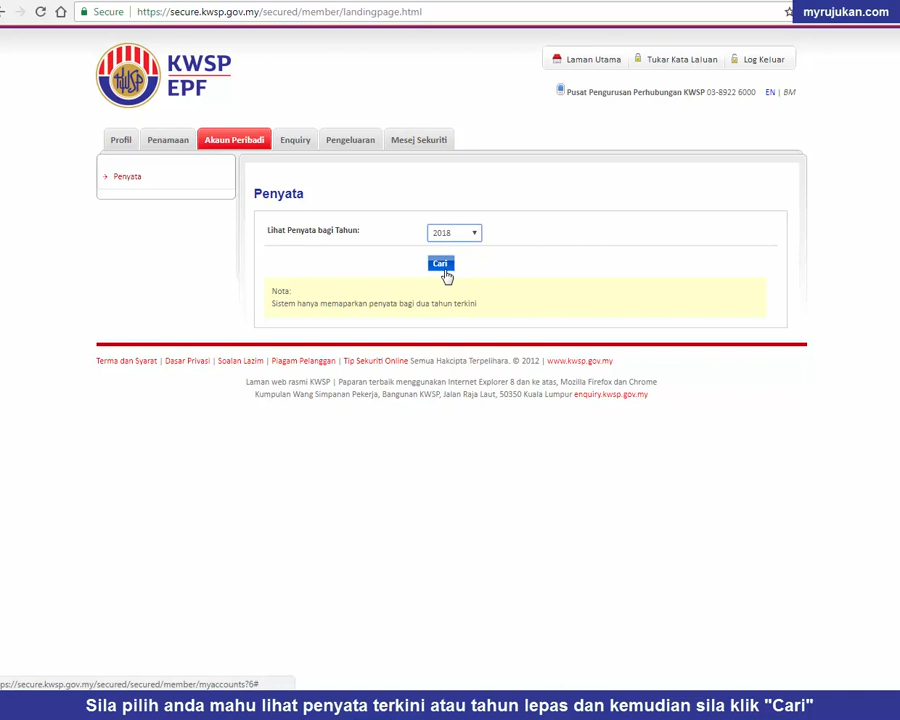 Secure
https://secure.kwsp.gov.my/secured/member/landingpage.html
myrujukan.com
KWSP
EPF
Laman Utama
Tukar Kata Laluan
Log Keluar
Pusat Pengurusan Perhubungan KWSP 03-8922 6000 EN | BM
Profil
Penamaan
Akaun Peribadi
Enquiry
Pengeluaran
Mesej Sekuriti
Penyata
Penyata
Lihat Penyata bagi Tahun:
2018
Cari
Nota:
Sistem hanya memaparkan penyata bagi dua tahun terkini
Terma dan Syarat | Dasar Privasi | Soalan Lazim | Piagam Pelanggan | Tip Sekuriti Online Semua Hakcipta Terpelihara. © 2012 | www.kwsp.gov.my
Laman web rasmi KWSP | Paparan terbaik menggunakan Internet Explorer 8 dan ke atas, Mozilla Firefox dan Chrome
Kumpulan Wang Simpanan Pekerja, Bangunan KWSP, Jalan Raja Laut, 50350 Kuala Lumpur enquiry.kwsp.gov.my
ps://secure.kwsp.gov.my/secured/secured/member/myaccounts?6#
Sila pilih anda mahu lihat penyata terkini atau tahun lepas dan kemudian sila klik "Cari"